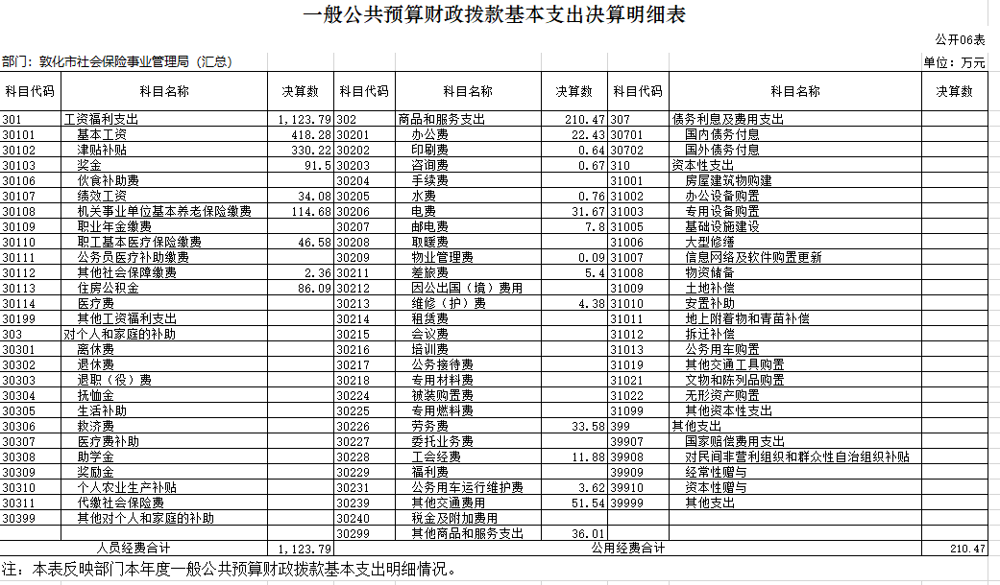 一般公共预算财政拨款基本支出决算明细表
公开06表
部门：敦化市社会保险事业管理局（汇总） 单位：万元
科目代码 科目名称 决算数 科目代码 科目名称 决算数 科目代码 科目名称 决算数
301 工资福利支出 1,123.79 302 商品和服务支出 210.47 307 债务利息及费用支出
30101 基本工资 418.28 30201 办公费 22.43 30701 国内债务付息
30102 津贴补贴 330.22 30202 印刷费 0.64 30702 国外债务付息
30103 奖金 91.5 30203 咨询费 0.67 310 资本性支出
30106 伙食补助费 30204 手续费 31001 房屋建筑物购建
30107 绩效工资 34.08 30205 水费 0.76 31002 办公设备购置
30108 机关事业单位基本养老保险缴费 114.68 30206 电费 31.67 31003 专用设备购置
30109 职业年金缴费 30207 邮电费 7.8 31005 基础设施建设
30110 职工基本医疗保险缴费 46.58 30208 取暖费 31006 大型修缮
30111 公务员医疗补助缴费 30209 物业管理费 0.09 31007 信息网络及软件购置更新
30112 其他社会保障缴费 2.36 30211 差旅费 5.4 31008 物资储备
30113 住房公积金 86.09 30212 因公出国（境）费用 31009 土地补偿
30114 医疗费 30213 维修（护）费 4.38 31010 安置补助
30199 其他工资福利支出 30214 租赁费 31011 地上附着物和青苗补偿
303 对个人和家庭的补助 30215 会议费 31012 拆迁补偿
30301 离休费 30216 培训费 31013 公务用车购置
30302 退休费 30217 公务接待费 31019 其他交通工具购置
30303 退职（役）费 30218 专用材料费 31021 文物和陈列品购置
30304 抚恤金 30224 被装购置费 31022 无形资产购置
30305 生活补助 30225 专用燃料费 31099 其他资本性支出
30306 救济费 30226 劳务费 33.58 399 其他支出
30307 医疗费补助 30227 委托业务费 39907 国家赔偿费用支出
30308 助学金 30228 工会经费 11.88 39908 对民间非营利组织和群众性自治组织补贴
30309 奖励金 30229 福利费 39909 经常性赠与
30310 个人农业生产补贴 30231 公务用车运行维护费 3.62 39910 资本性赠与
30311 代缴社会保险费 30239 其他交通费用 51.54 39999 其他支出
30399 其他对个人和家庭的补助 30240 税金及附加费用
30299 其他商品和服务支出 36.01
人员经费合计 1,123.79 公用经费合计 210.47
注：本表反映部门本年度一般公共预算财政拨款基本支出明细情况。